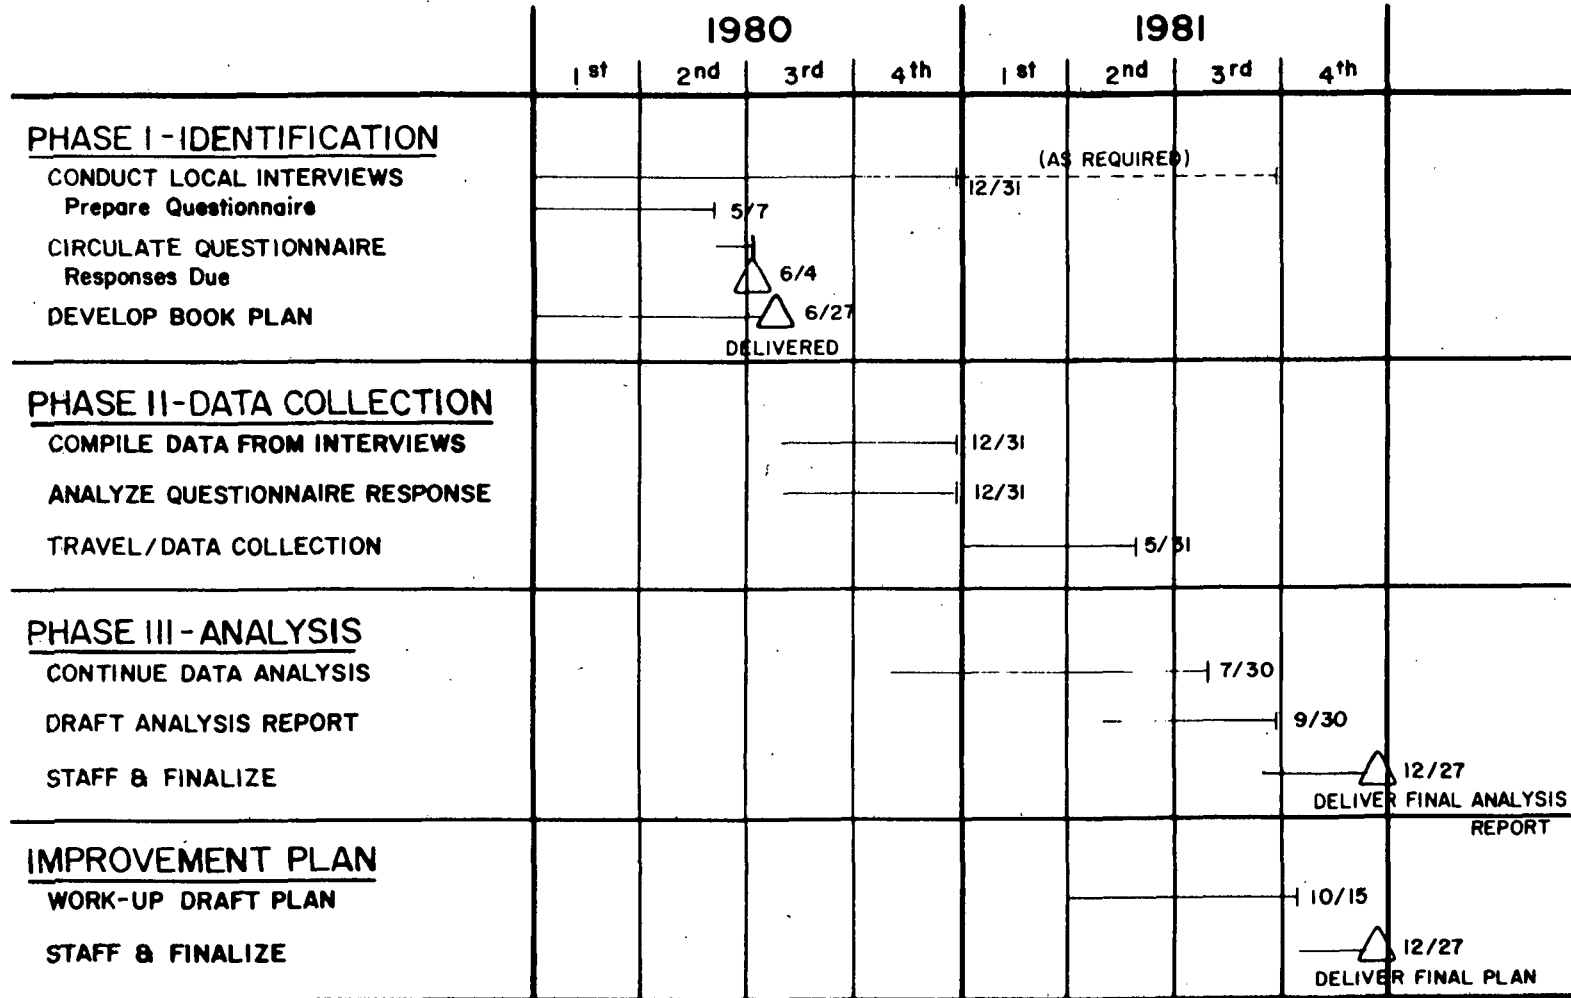 1980 1981
1st 2nd 3rd 4th 1st 2nd 3rd 4th
PHASE I-IDENTIFICATION
(AS REQUIRED)
CONDUCT LOCAL INTERVIEWS 12/31
Prepare Questionnaire 5/7
CIRCULATE QUESTIONNAIRE
Responses Due 6/4
DEVELOP BOOK PLAN 6/27
DELIVERED
PHASE II-DATA COLLECTION
COMPILE DATA FROM INTERVIEWS 12/31
ANALYZE QUESTIONNAIRE RESPONSE 12/31
TRAVEL/DATA COLLECTION 5/31
PHASE III-ANALYSIS
CONTINUE DATA ANALYSIS 7/30
DRAFT ANALYSIS REPORT 9/30
STAFF & FINALIZE 12/27
DELIVER FINAL ANALYSIS
REPORT
IMPROVEMENT PLAN
WORK-UP DRAFT PLAN 10/15
STAFF & FINALIZE 12/27
DELIVER FINAL PLAN